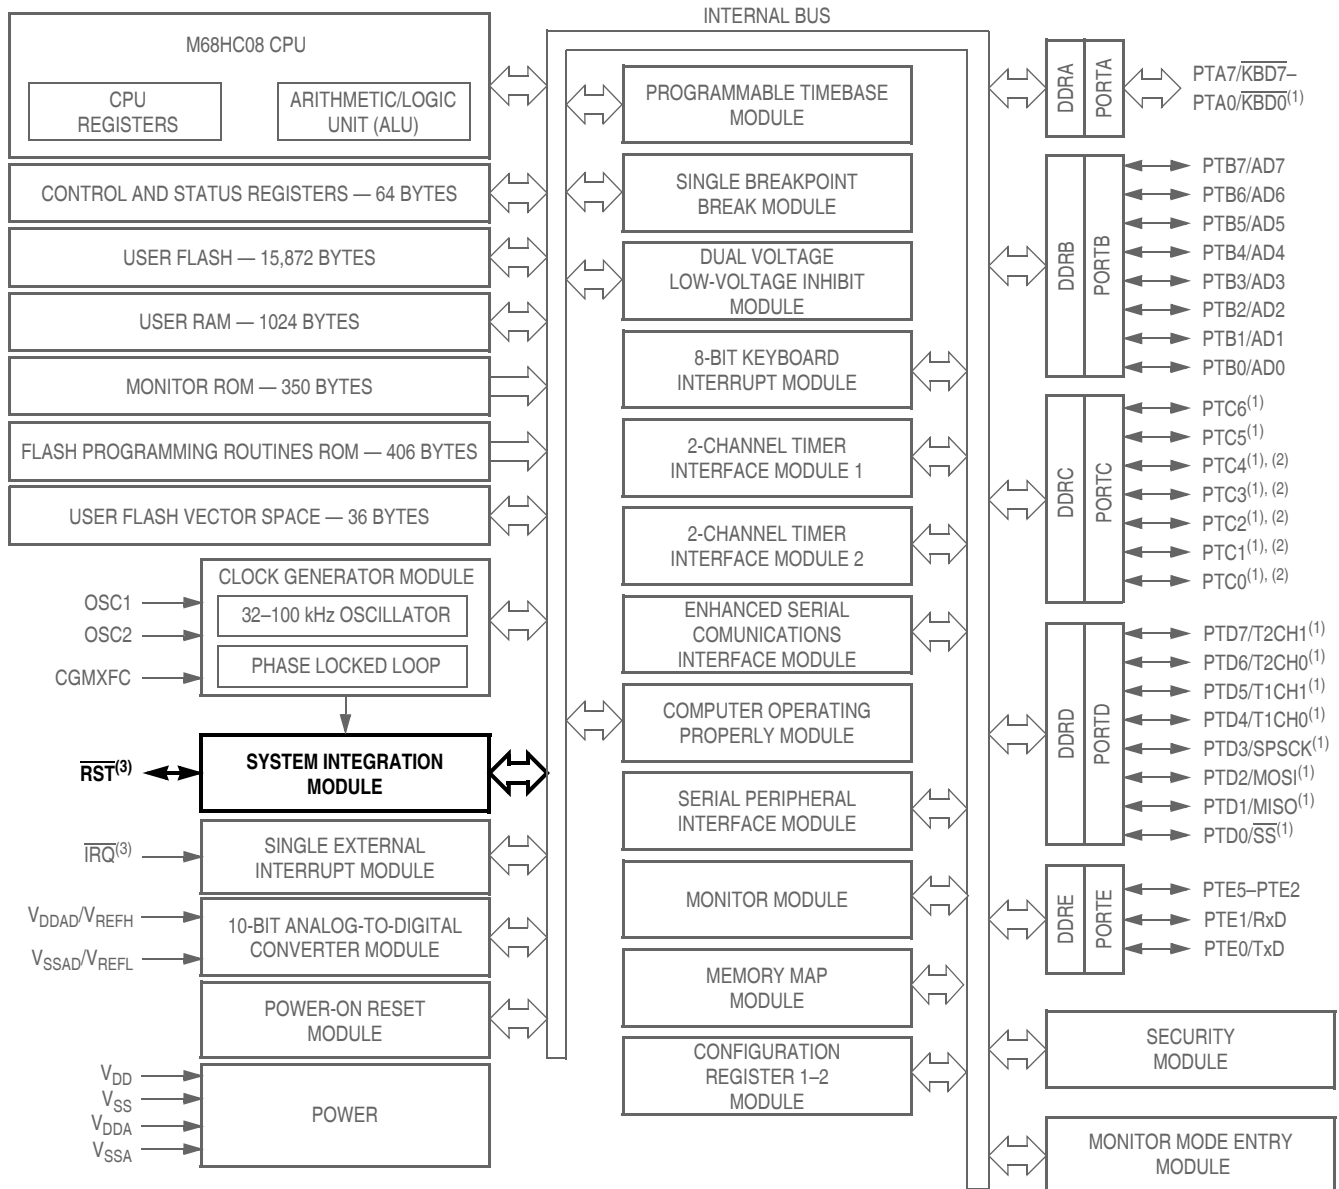 INTERNAL BUS
M68HC08 CPU
CPU
REGISTERS
ARITHMETIC/LOGIC
UNIT (ALU)
CONTROL AND STATUS REGISTERS — 64 BYTES
USER FLASH — 15,872 BYTES
USER RAM — 1024 BYTES
MONITOR ROM — 350 BYTES
FLASH PROGRAMMING ROUTINES ROM — 406 BYTES
USER FLASH VECTOR SPACE — 36 BYTES
CLOCK GENERATOR MODULE
32–100 kHz OSCILLATOR
PHASE LOCKED LOOP
OSC1
OSC2
CGMXFC
SYSTEM INTEGRATION
MODULE
RST(3)
SINGLE EXTERNAL
INTERRUPT MODULE
IRQ(3)
10-BIT ANALOG-TO-DIGITAL
CONVERTER MODULE
VDDAD/VREFH
VSSAD/VREFL
POWER-ON RESET
MODULE
POWER
VDD
VSS
VDDA
VSSA
PROGRAMMABLE TIMEBASE
MODULE
SINGLE BREAKPOINT
BREAK MODULE
DUAL VOLTAGE
LOW-VOLTAGE INHIBIT
MODULE
8-BIT KEYBOARD
INTERRUPT MODULE
2-CHANNEL TIMER
INTERFACE MODULE 1
2-CHANNEL TIMER
INTERFACE MODULE 2
ENHANCED SERIAL
COMUNICATIONS
INTERFACE MODULE
COMPUTER OPERATING
PROPERLY MODULE
SERIAL PERIPHERAL
INTERFACE MODULE
MONITOR MODULE
MEMORY MAP
MODULE
CONFIGURATION
REGISTER 1–2
MODULE
DDRA
PORTA
PTA7/KBD7–
PTA0/KBD0(1)
DDRB
PORTB
PTB7/AD7
PTB6/AD6
PTB5/AD5
PTB4/AD4
PTB3/AD3
PTB2/AD2
PTB1/AD1
PTB0/AD0
DDRC
PORTC
PTC6(1)
PTC5(1)
PTC4(1), (2)
PTC3(1), (2)
PTC2(1), (2)
PTC1(1), (2)
PTC0(1), (2)
DDRD
PORTD
PTD7/T2CH1(1)
PTD6/T2CH0(1)
PTD5/T1CH1(1)
PTD4/T1CH0(1)
PTD3/SPSCK(1)
PTD2/MOSI(1)
PTD1/MISO(1)
PTD0/SS(1)
DDRE
PORTE
PTE5–PTE2
PTE1/RxD
PTE0/TxD
SECURITY
MODULE
MONITOR MODE ENTRY
MODULE